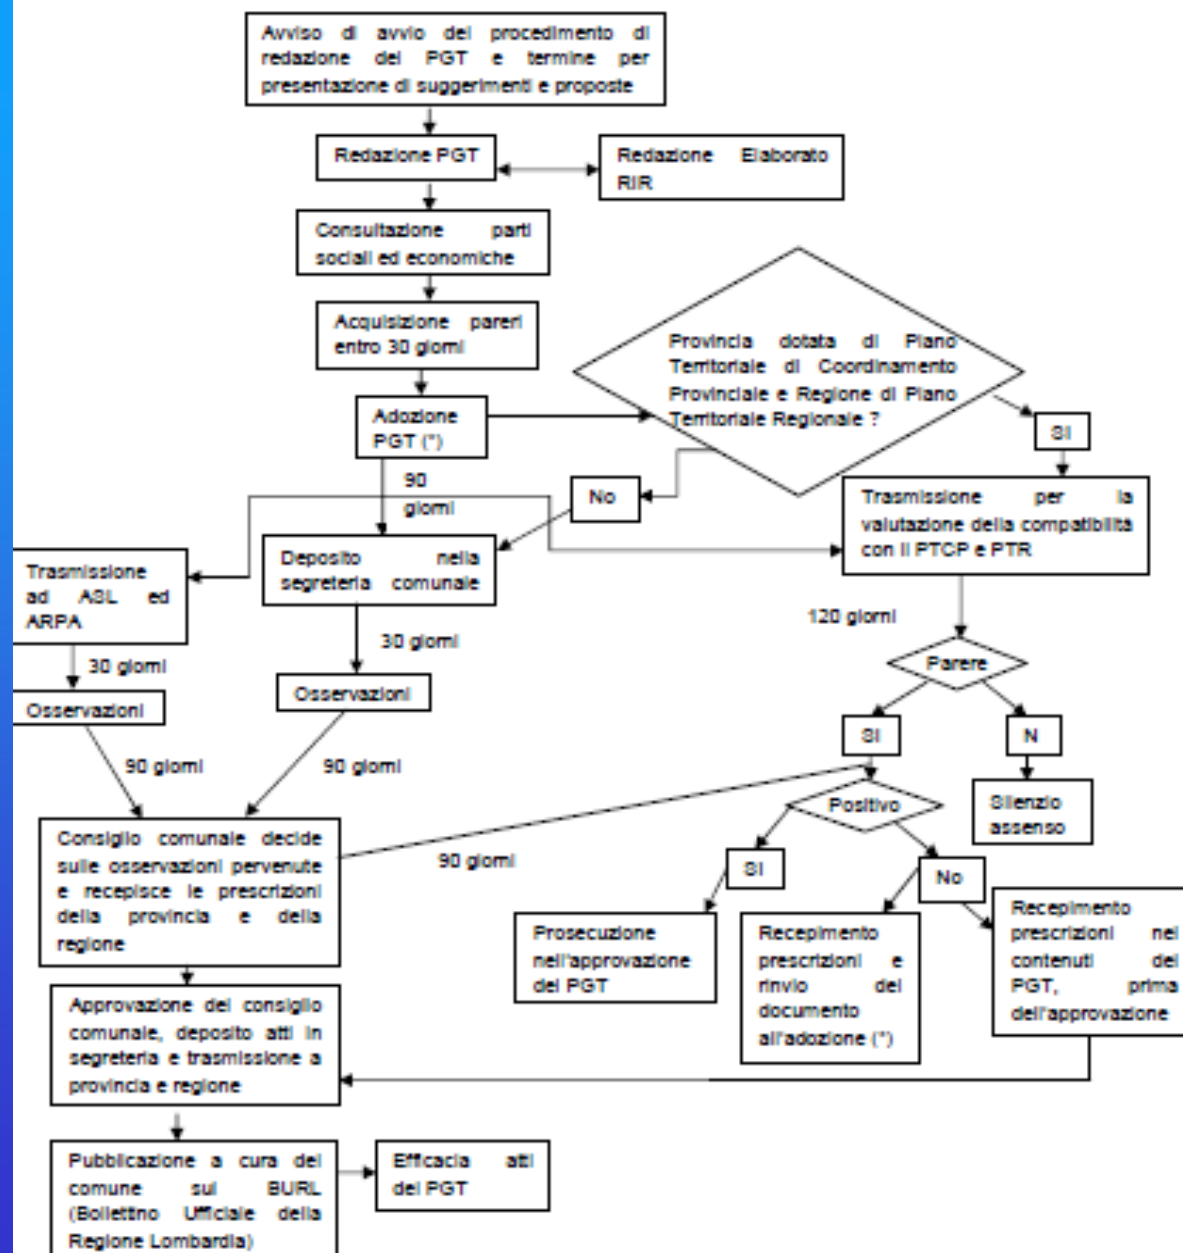 Avviso di avvio del procedimento di
redazione del PGT e termine per
presentazione di suggerimenti e proposte
Redazione PGT
Redazione Elaborato
RIR
Consultazione parti
sociali ed economiche
Acquisizione pareri
entro 30 giorni
Provincia dotata di Piano
Territoriale di Coordinamento
Provinciale e Regione di Piano
Territoriale Regionale ?
Adozione
PGT (*)
SI
90
giorni
No
Trasmissione per la
valutazione della compatibilità
con il PTCP e PTR
Deposito nella
segreteria comunale
Trasmissione
ad ASL ed
ARPA
120 giorni
30 giorni
30 giorni
Parere
Osservazioni
Osservazioni
SI
N
90 giorni
90 giorni
Positivo
Silenzio
assenso
Consiglio comunale decide
sulle osservazioni pervenute
e recepisce le prescrizioni
della provincia e della
regione
90 giorni
SI
No
Prosecuzione
nell'approvazione
del PGT
Recepimento
prescrizioni e
rinvio del
documento
all'adozione (*)
Recepimento
prescrizioni nei
contenuti del
PGT, prima
dell'approvazione
Approvazione del consiglio
comunale, deposito atti in
segreteria e trasmissione a
provincia e regione
Pubblicazione a cura del
comune sul BURL
(Bollettino Ufficiale della
Regione Lombardia)
Efficacia atti
del PGT